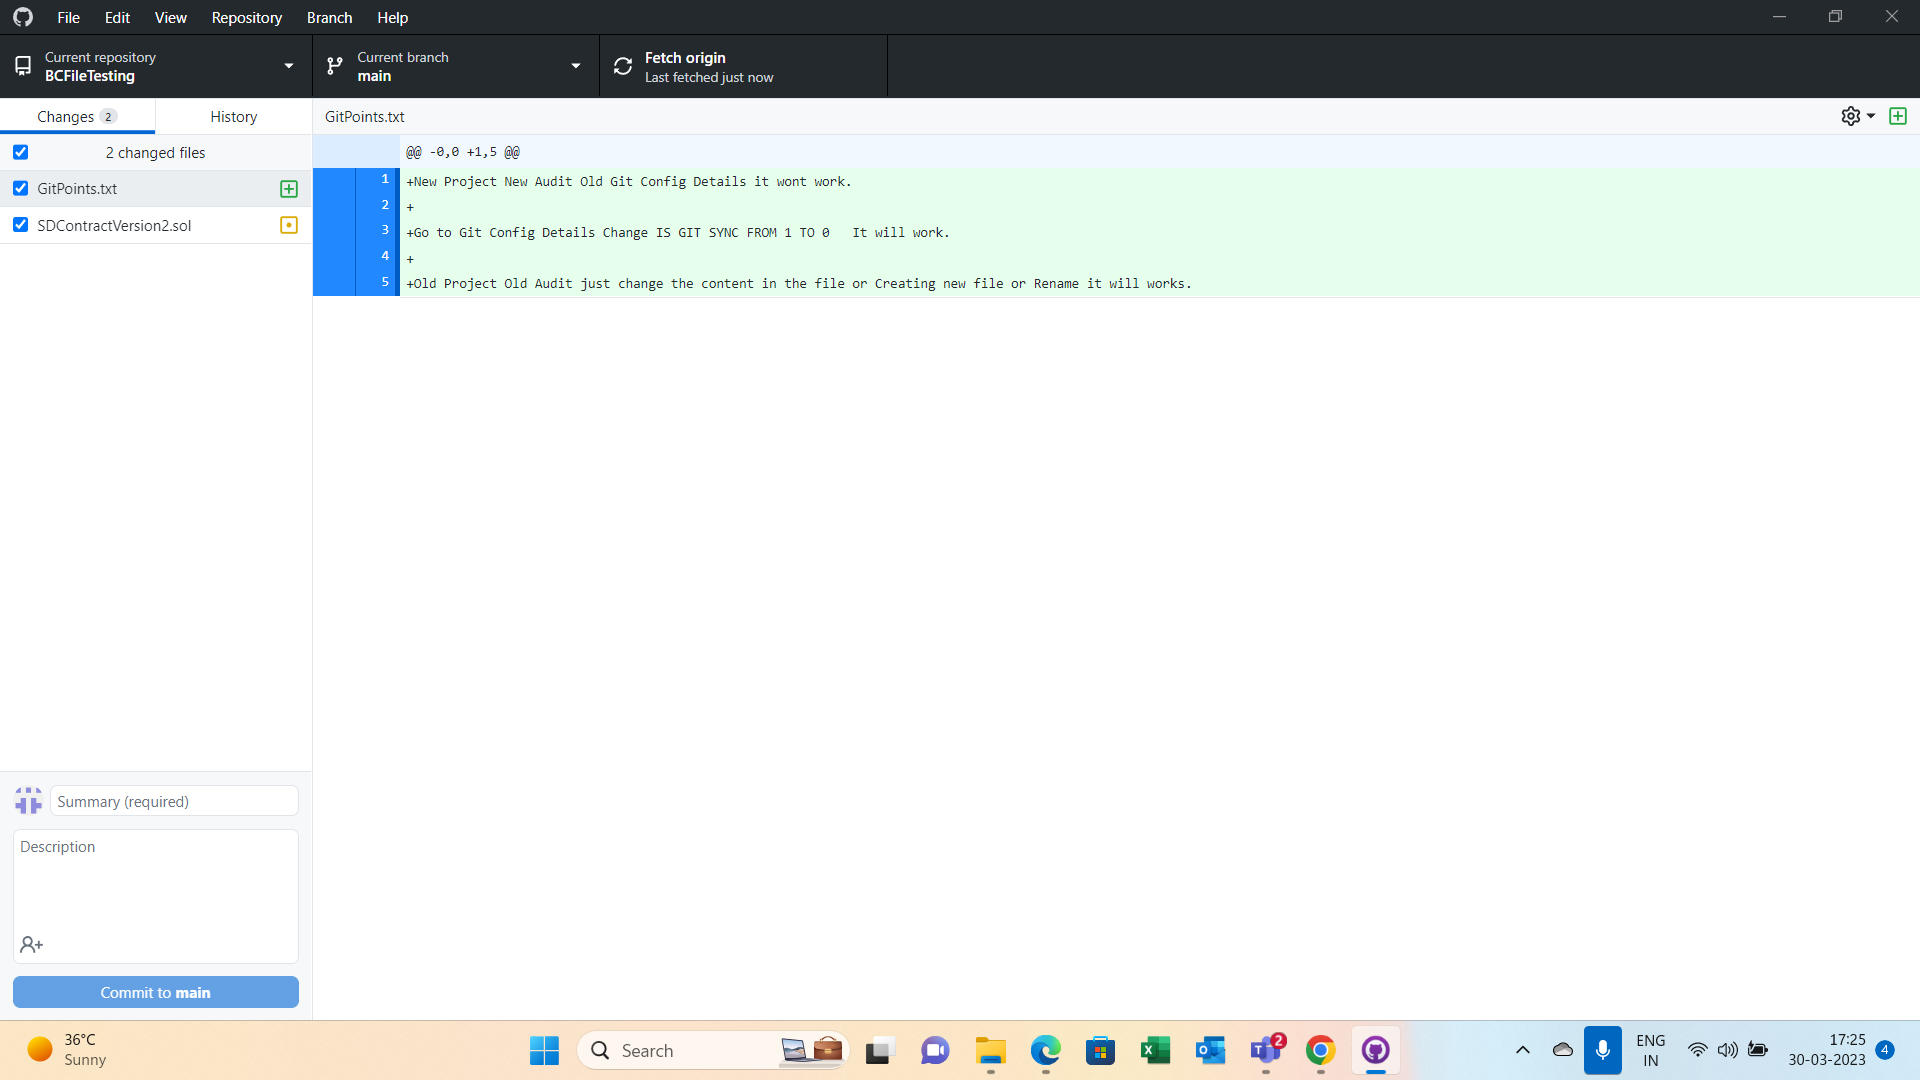 File Edit View Repository Branch Help
Current repository
BCFileTesting
Current branch
main
Fetch origin
Last fetched just now
Changes 2
History
GitPoints.txt
2 changed files
GitPoints.txt
SDContractVersion2.sol
@@ -0,0 +1,5 @@
1 +New Project New Audit Old Git Config Details it wont work.
2 +
3 +Go to Git Config Details Change IS GIT SYNC FROM 1 TO 0   It will work.
4 +
5 +Old Project Old Audit just change the content in the file or Creating new file or Rename it will works.
Summary (required)
Description
Commit to main
36°C
Sunny
Search
2
ENG
IN
17:25
30-03-2023
4